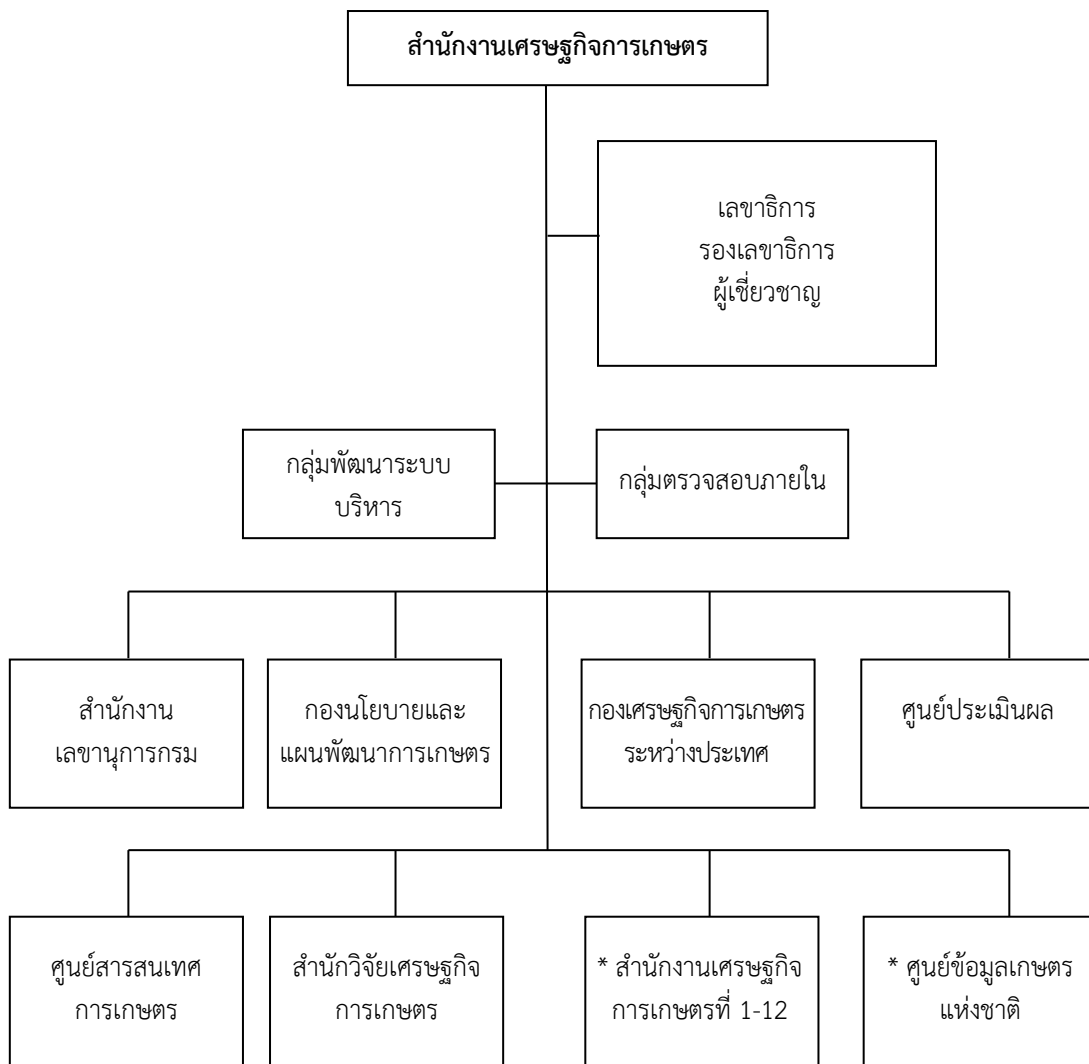 สำนักงานเศรษฐกิจการเกษตร
เลขาธิการ
รองเลขาธิการ
ผู้เชี่ยวชาญ
กลุ่มพัฒนาระบบ
บริหาร
กลุ่มตรวจสอบภายใน
สำนักงาน
เลขานุการกรม
กองนโยบายและ
แผนพัฒนาการเกษตร
กองเศรษฐกิจการเกษตร
ระหว่างประเทศ
ศูนย์ประเมินผล
ศูนย์สารสนเทศ
การเกษตร
สำนักวิจัยเศรษฐกิจ
การเกษตร
* สำนักงานเศรษฐกิจ
การเกษตรที่ 1-12
* ศูนย์ข้อมูลเกษตร
แห่งชาติ